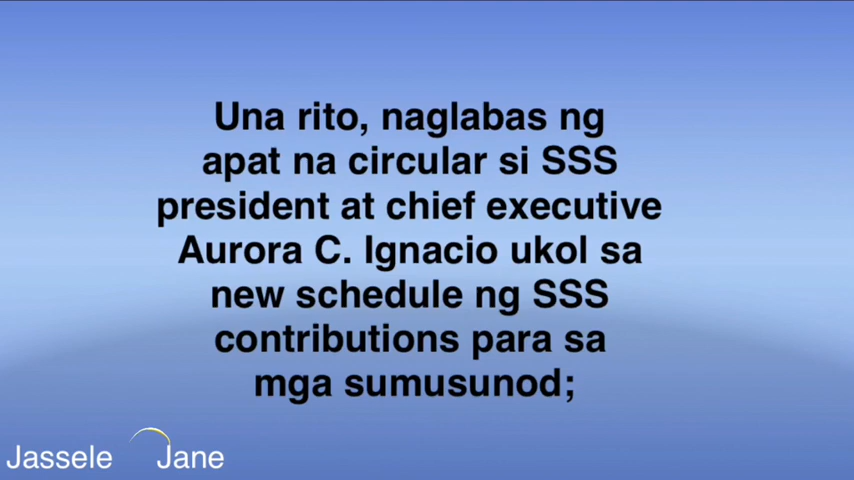 Una rito, naglabas ng
apat na circular si SSS
president at chief executive
Aurora C. Ignacio ukol sa
new schedule ng SSS
contributions para sa
mga sumusunod;
Jassele Jane